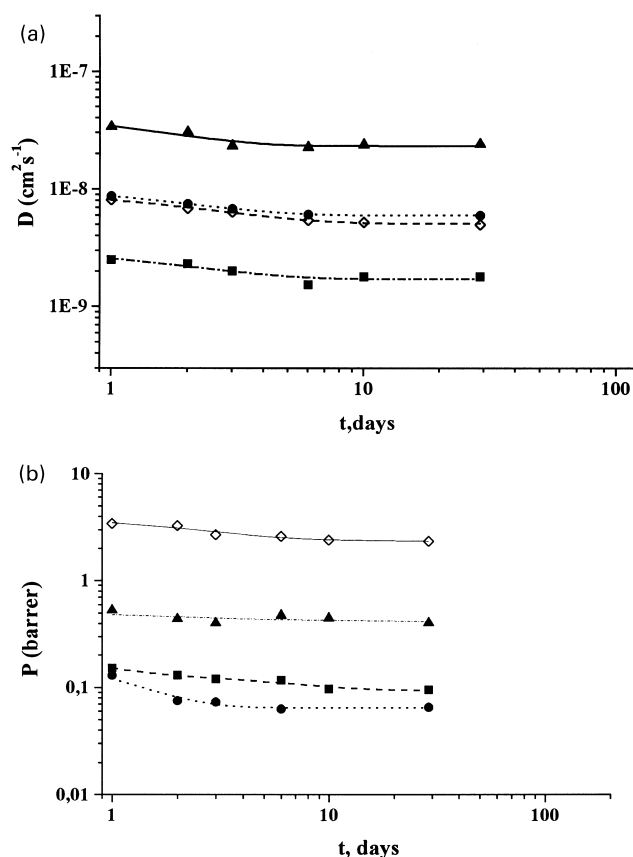 (a)
1E-7
1E-8
1E-9
D (cm²s⁻¹)
1
10
100
t,days
(b)
10
1
0,1
0,01
P (barrer)
1
10
100
t, days